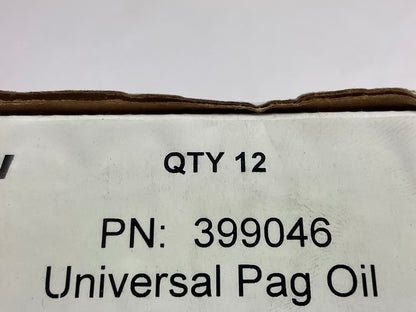 QTY 12
PN: 399046
Universal Pag Oil